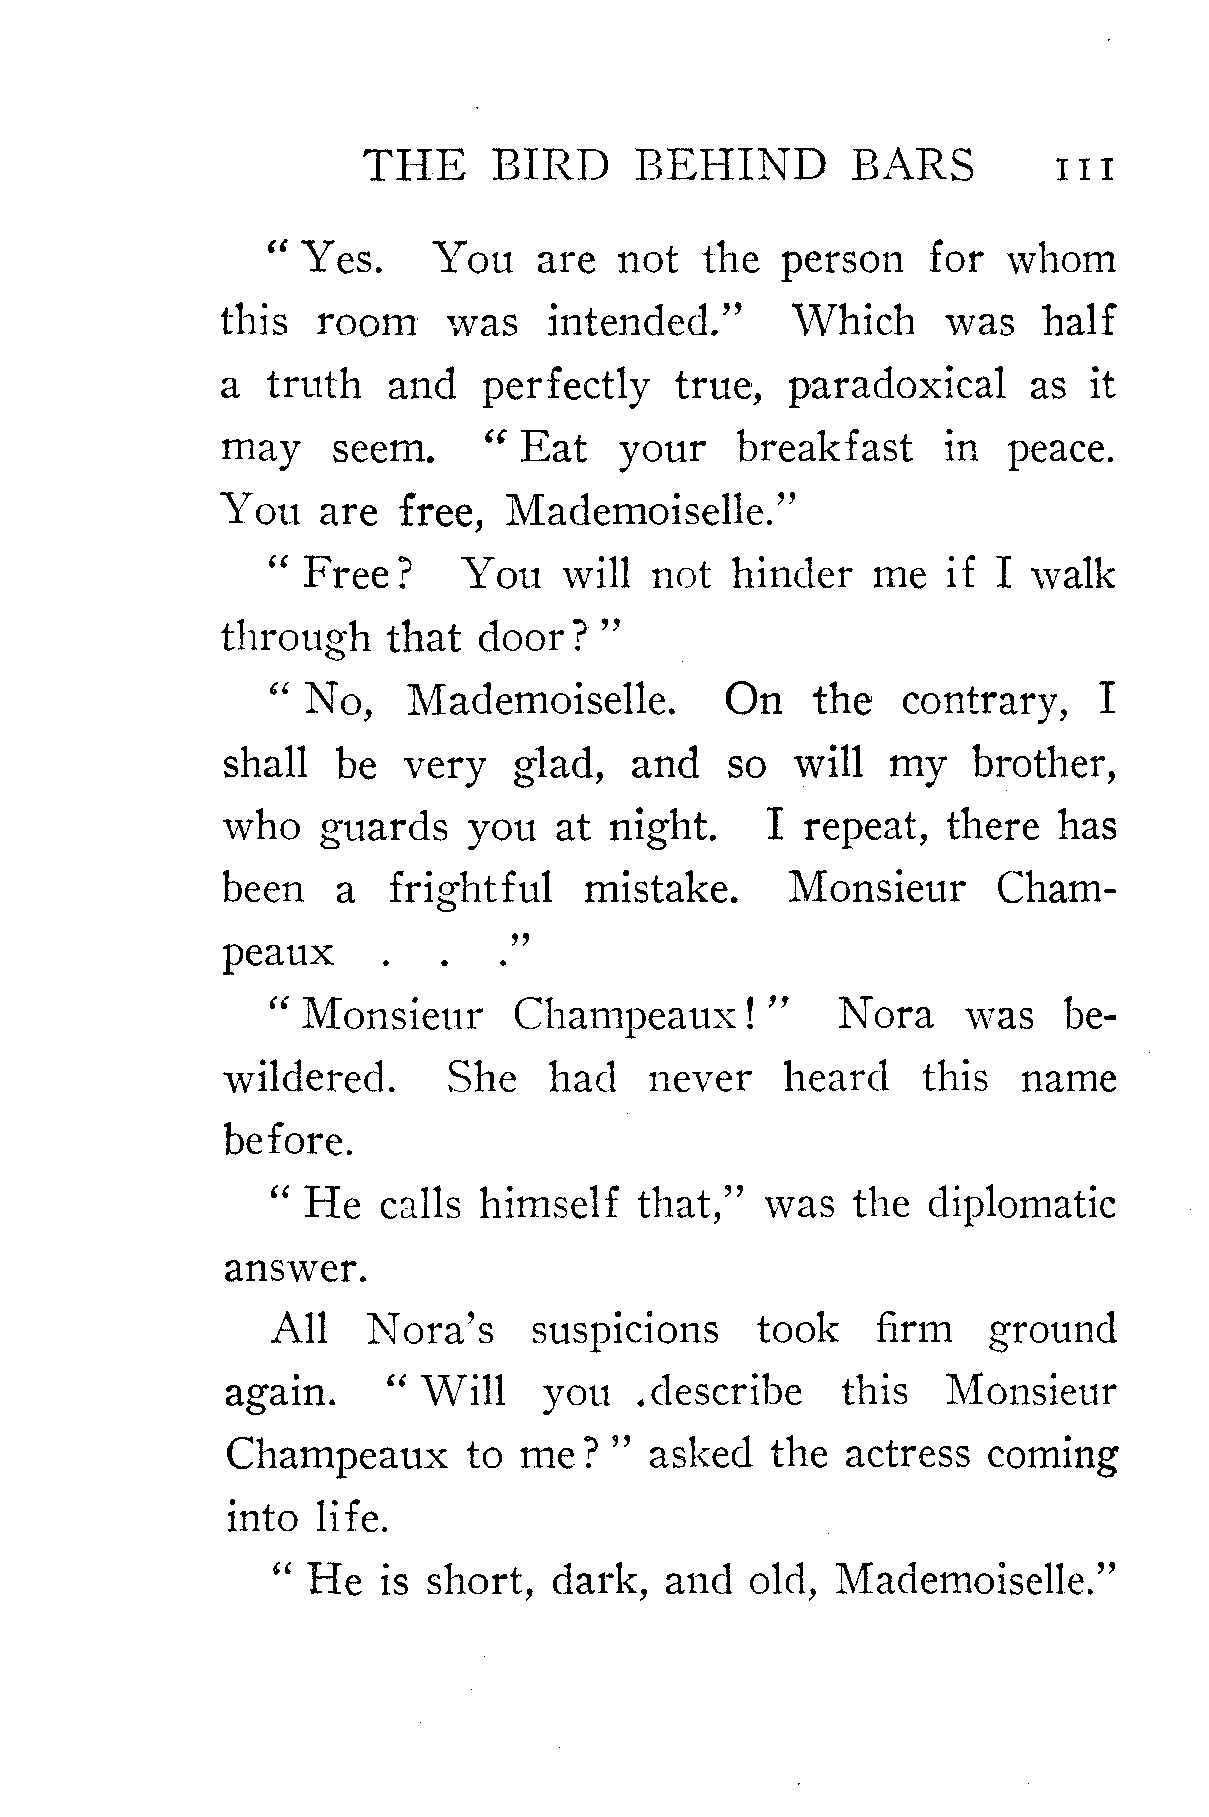 THE BIRD BEHIND BARS 111
“ Yes. You are not the person for whom
this room was intended.” Which was half
a truth and perfectly true, paradoxical as it
may seem. “ Eat your breakfast in peace.
You are free, Mademoiselle.”
“ Free? You will not hinder me if I walk
through that door? ”
“ No, Mademoiselle. On the contrary, I
shall be very glad, and so will my brother,
who guards you at night. I repeat, there has
been a frightful mistake. Monsieur Cham-
peaux . . .”
“ Monsieur Champeaux! ” Nora was be-
wildered. She had never heard this name
before.
“ He calls himself that,” was the diplomatic
answer.
All Nora's suspicions took firm ground
again. “ Will you .describe this Monsieur
Champeaux to me? ” asked the actress coming
into life.
“ He is short, dark, and old, Mademoiselle.”